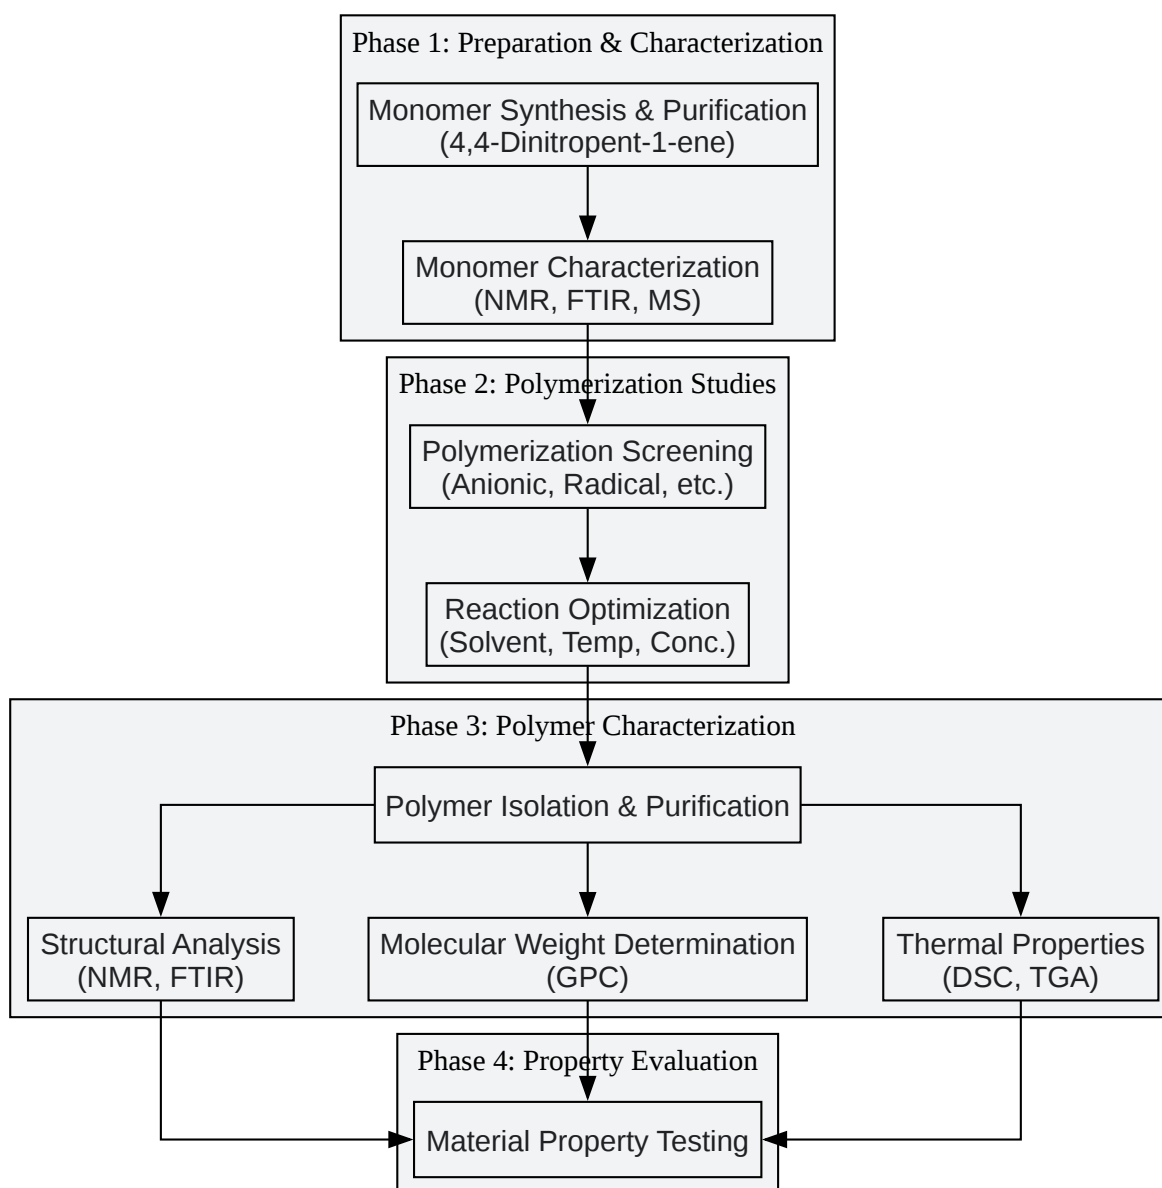 Phase 1: Preparation & Characterization
Monomer Synthesis & Purification
(4,4-Dinitropent-1-ene)
Monomer Characterization
(NMR, FTIR, MS)
Phase 2: Polymerization Studies
Polymerization Screening
(Anionic, Radical, etc.)
Reaction Optimization
(Solvent, Temp, Conc.)
Phase 3: Polymer Characterization
Polymer Isolation & Purification
Structural Analysis
(NMR, FTIR)
Molecular Weight Determination
(GPC)
Thermal Properties
(DSC, TGA)
Phase 4: Property Evaluation
Material Property Testing